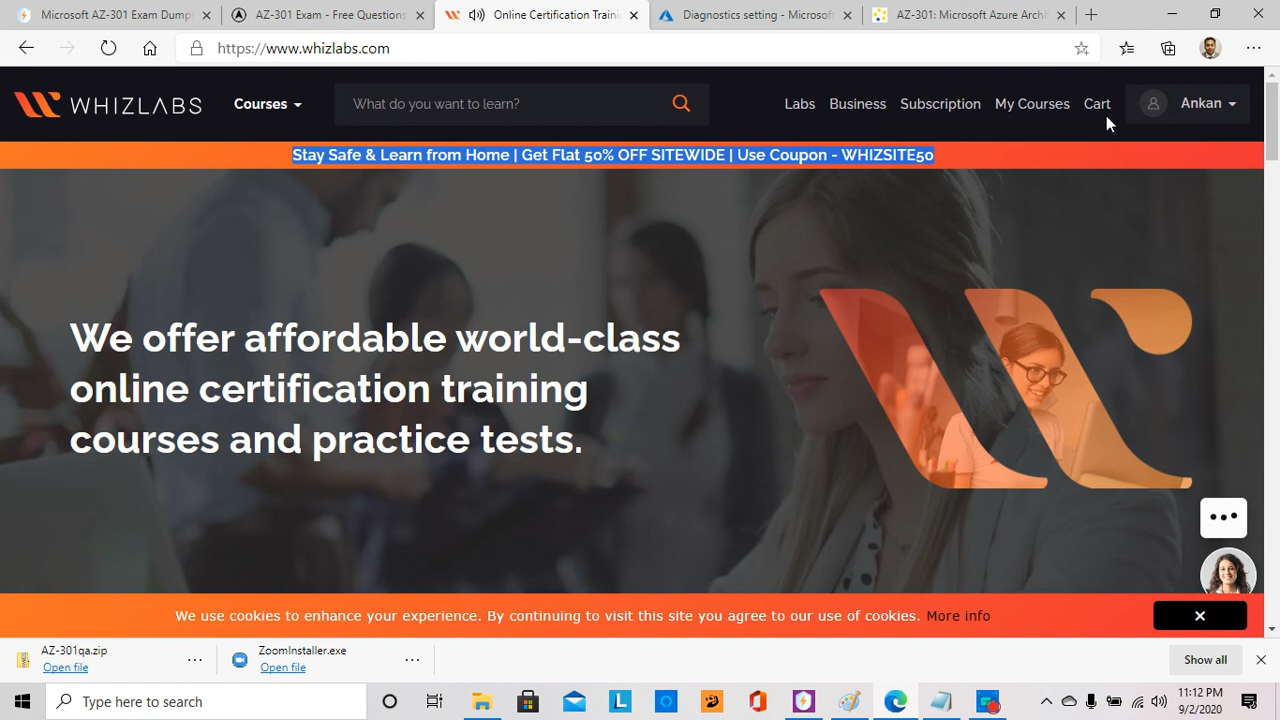 Microsoft AZ-301 Exam Dump
AZ-301 Exam - Free Questions
Online Certification Traini
Diagnostics setting - Microsoft
AZ-301: Microsoft Azure Archi
https://www.whizlabs.com
WHIZLABS
Courses
What do you want to learn?
Labs
Business
Subscription
My Courses
Cart
Ankan
Stay Safe & Learn from Home | Get Flat 50% OFF SITEWIDE | Use Coupon - WHIZSITE50
We offer affordable world-class
online certification training
courses and practice tests.
We use cookies to enhance your experience. By continuing to visit this site you agree to our use of cookies. More info
AZ-301qa.zip
Open file
ZoomInstaller.exe
Open file
Show all
Type here to search
11:12 PM
9/2/2020